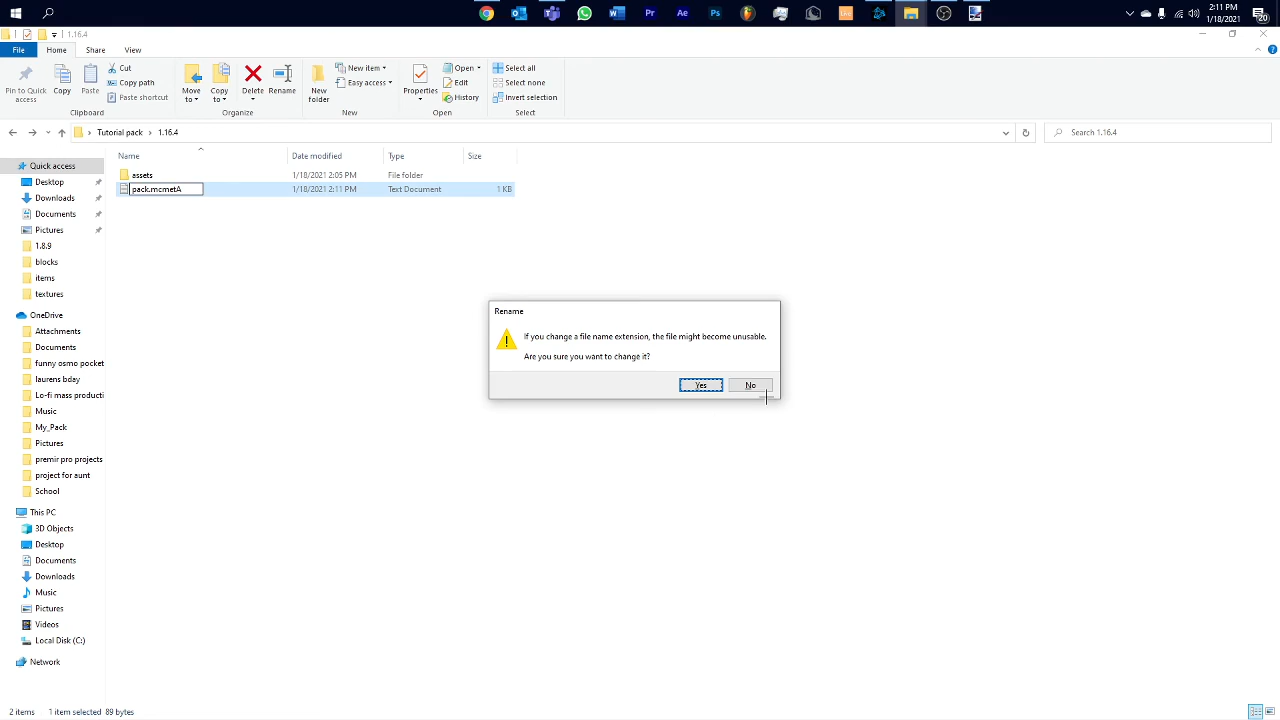 2:11 PM
1/18/2021
20
1.16.4
File Home Share View
Pin to Quick access
Copy
Paste
Cut
Copy path
Paste shortcut
Clipboard
Move to
Copy to
Delete
Rename
Organize
New folder
New item
Easy access
New
Properties
Open
Edit
History
Open
Select all
Select none
Invert selection
Select
Tutorial pack 1.16.4
Search 1.16.4
Name Date modified Type Size
assets 1/18/2021 2:05 PM File folder
pack.mcmetA 1/18/2021 2:11 PM Text Document 1 KB
Quick access
Desktop
Downloads
Documents
Pictures
1.8.9
blocks
items
textures
OneDrive
Attachments
Documents
funny osmo pocket
laurens bday
Lo-fi mass producti
Music
My_Pack
Pictures
premir pro projects
project for aunt
School
This PC
3D Objects
Desktop
Documents
Downloads
Music
Pictures
Videos
Local Disk (C:)
Network
Rename
If you change a file name extension, the file might become unusable.
Are you sure you want to change it?
Yes No
2 items 1 item selected 89 bytes